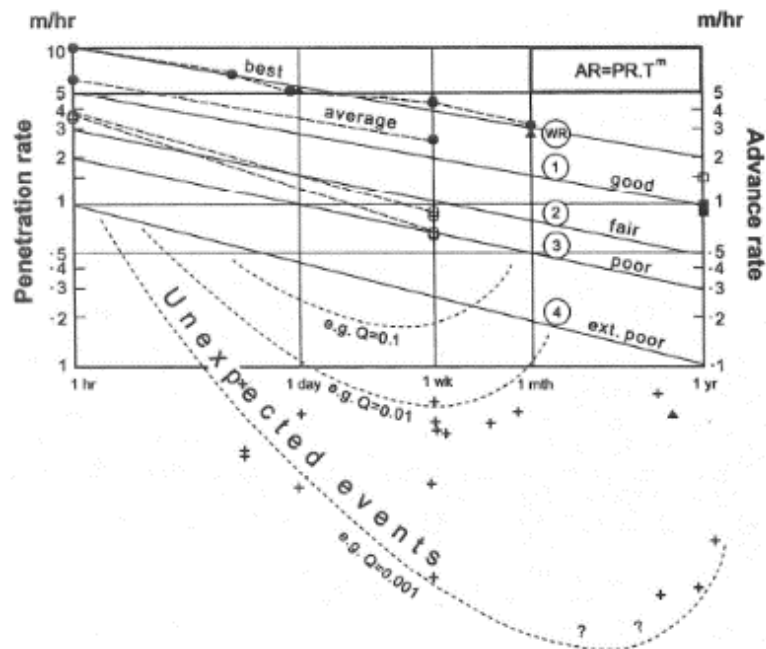 m/hr
m/hr
10
best
AR=PR.T^m
5
5
4
average
4
3
WR
3
2
2
1
good
1
1
2
fair
.5
3
poor
.5
.4
.4
.3
.3
.2
e.g. Q=0.1
4
ext. poor
.2
.1
.1
Penetration rate
Advance rate
1 hr
1 day
1 wk
1 mth
1 yr
e.g. Q=0.01
Unexpected events
e.g. Q=0.001
?
?